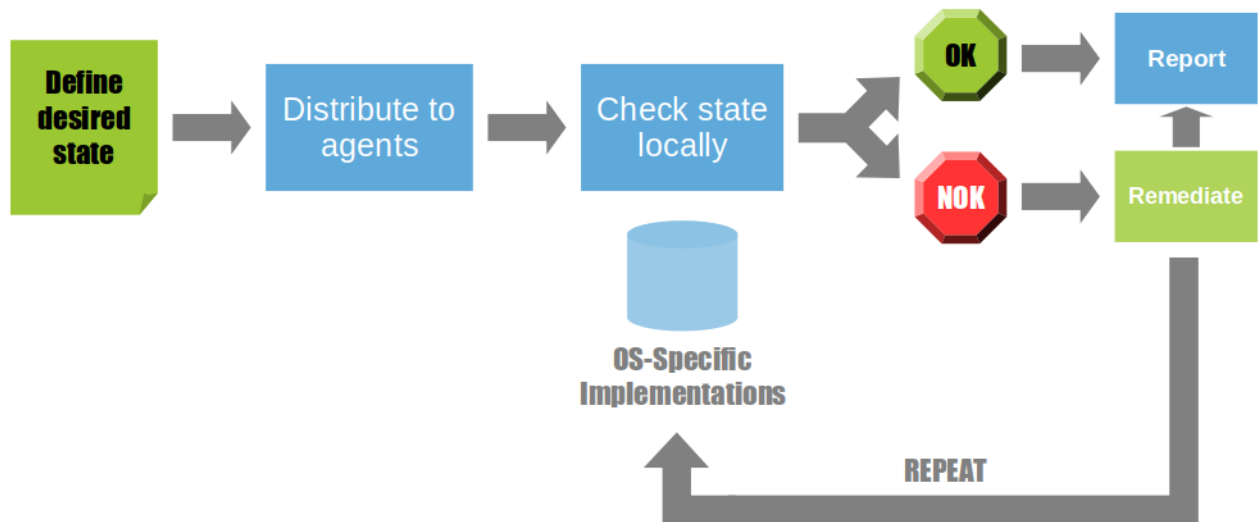 Define
desired
state
Distribute to
agents
Check state
locally
OK
Report
NOK
Remediate
OS-Specific
Implementations
REPEAT